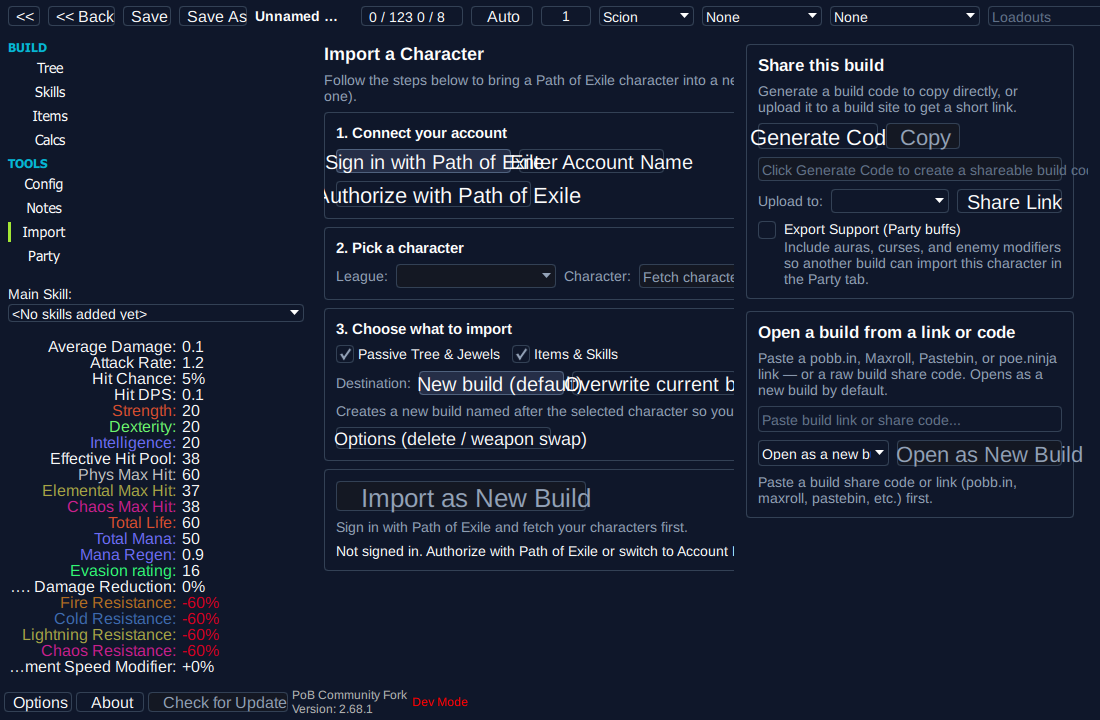 <<
<< Back
Save
Save As
Unnamed ...
0 / 123 0 / 8
Auto
1
Scion
None
None
Loadouts
BUILD
Tree
Skills
Items
Calcs
TOOLS
Config
Notes
Import
Party
Main Skill:
<No skills added yet>
Average Damage: 0.1
Attack Rate: 1.2
Hit Chance: 5%
Hit DPS: 0.1
Strength: 20
Dexterity: 20
Intelligence: 20
Effective Hit Pool: 38
Phys Max Hit: 60
Elemental Max Hit: 37
Chaos Max Hit: 38
Total Life: 60
Total Mana: 50
Mana Regen: 0.9
Evasion rating: 16
.... Damage Reduction: 0%
Fire Resistance: -60%
Cold Resistance: -60%
Lightning Resistance: -60%
Chaos Resistance: -60%
...ment Speed Modifier: +0%
Options
About
Check for Update
PoB Community Fork
Version: 2.68.1
Dev Mode
Import a Character
Follow the steps below to bring a Path of Exile character into a ne
one).
1. Connect your account
Sign in with Path of Exile
Enter Account Name
Authorize with Path of Exile
2. Pick a character
League:
Character:
Fetch characte
3. Choose what to import
Passive Tree & Jewels
Items & Skills
Destination:
New build (default)
Overwrite current b
Creates a new build named after the selected character so you
Options (delete / weapon swap)
Import as New Build
Sign in with Path of Exile and fetch your characters first.
Not signed in. Authorize with Path of Exile or switch to Account
Share this build
Generate a build code to copy directly, or
upload it to a build site to get a short link.
Generate Cod
Copy
Click Generate Code to create a shareable build co
Upload to:
Share Link
Export Support (Party buffs)
Include auras, curses, and enemy modifiers
so another build can import this character in
the Party tab.
Open a build from a link or code
Paste a pobb.in, Maxroll, Pastebin, or poe.ninja
link — or a raw build share code. Opens as a
new build by default.
Paste build link or share code...
Open as a new b
Open as New Build
Paste a build share code or link (pobb.in,
maxroll, pastebin, etc.) first.